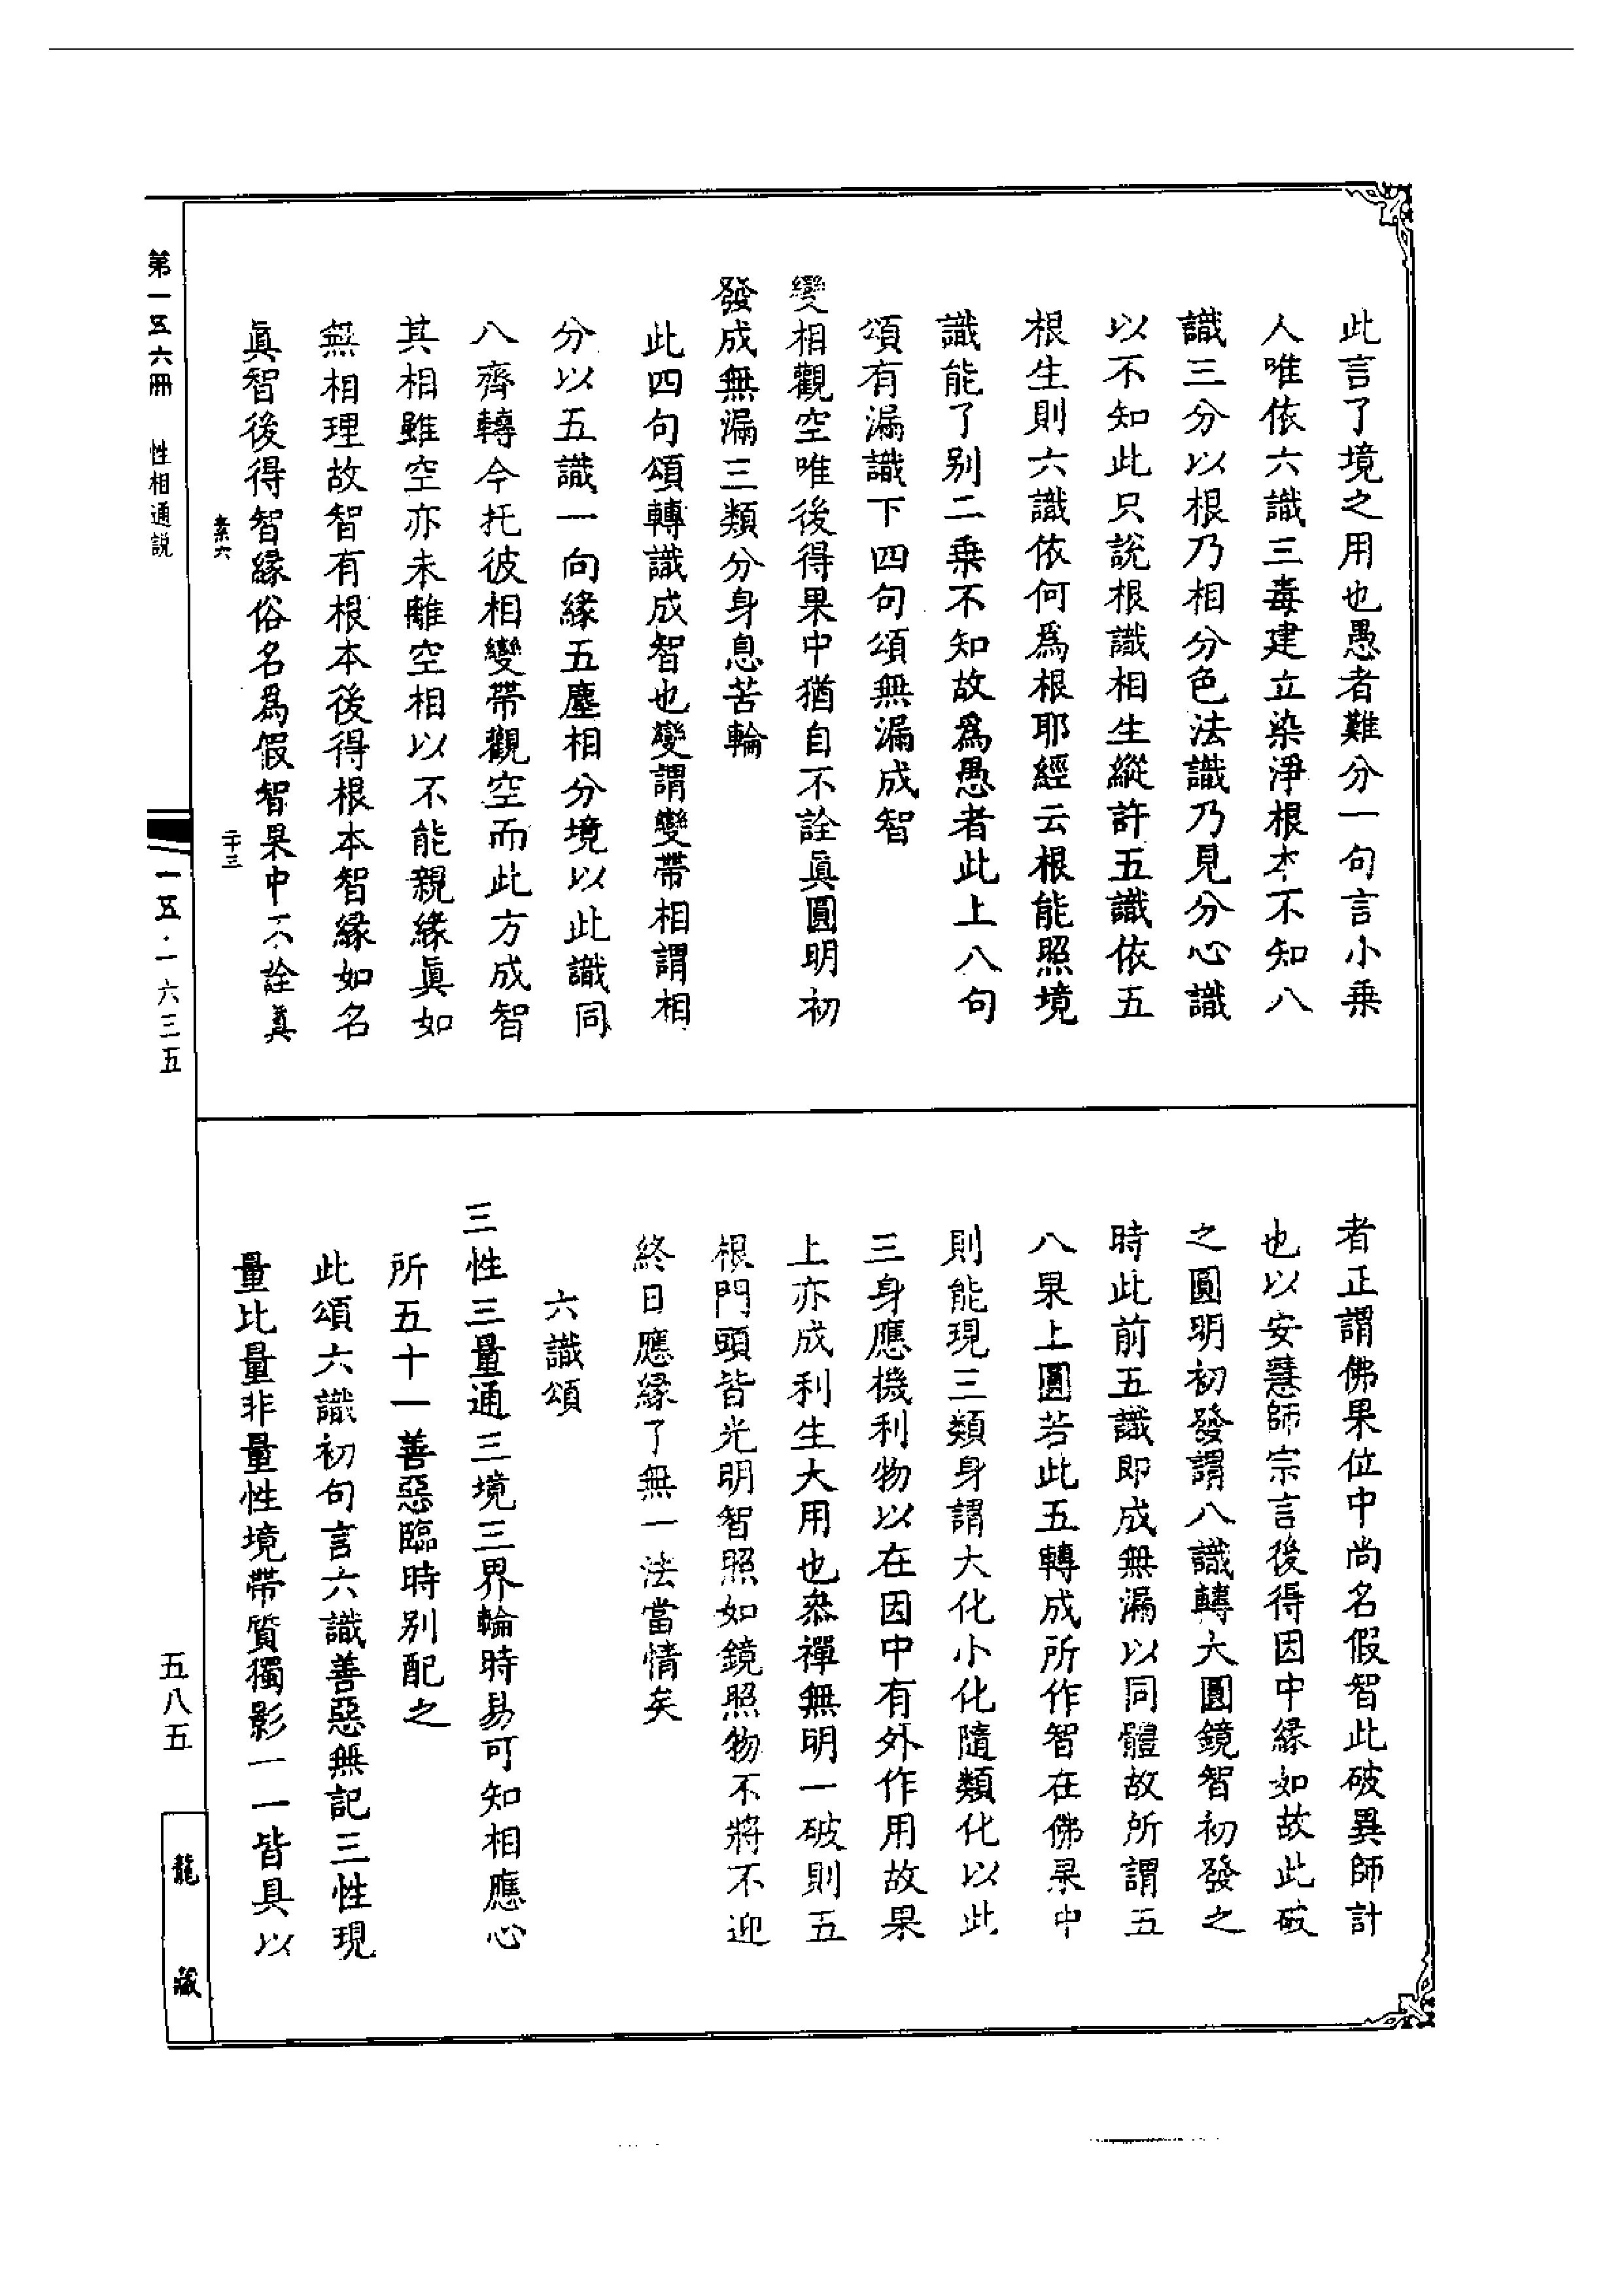 此言了境之用也愚者難分一句言小乗
人唯依六識三毒建立染淨根本不知八
識三分以根乃相分色法識乃見分心識
以不知此只說根識相生縱許五識依五
根生則六識依何爲根耶經云根能照境
識能了别二乗不知故爲愚者此上八句
頌有漏識下四句頌無漏成智
變相觀空唯後得果中猶自不詮眞圓明初
發成無漏三類分身息苦輪
此四句頌轉識成智也變謂變帶相謂相
分以五識一向緣五塵相分境以此識同
八齊轉今托彼相變帶觀空而此方成智
其相雖空亦未離空相以不能親緣眞如
無相理故智有根本後得根本智緣如名
眞智後得智緣俗名爲假智果中不詮眞
素六
二十三
者正謂佛果位中尚名假智此破異師計
也以安慧師宗言後得因中緣如故此破
之圓明初發謂八識轉大圓鏡智初發之
時此前五識即成無漏以同體故所謂五
八果上圓若此五轉成所作智在佛果中
則能現三類身謂大化小化隨類化以此
三身應機利物以在因中有外作用故果
上亦成利生大用也叅禪無明一破則五
根門頭皆光明智照如鏡照物不將不迎
終日應緣了無一法當情矣
六識頌
三性三量通三境三界輪時易可知相應心
所五十一善惡臨時别配之
此頌六識初句言六識善惡無記三性現
量比量非量性境帶質獨影一一皆具以
第一五六冊　性相通説
一五·一六三五
五八五
龍藏